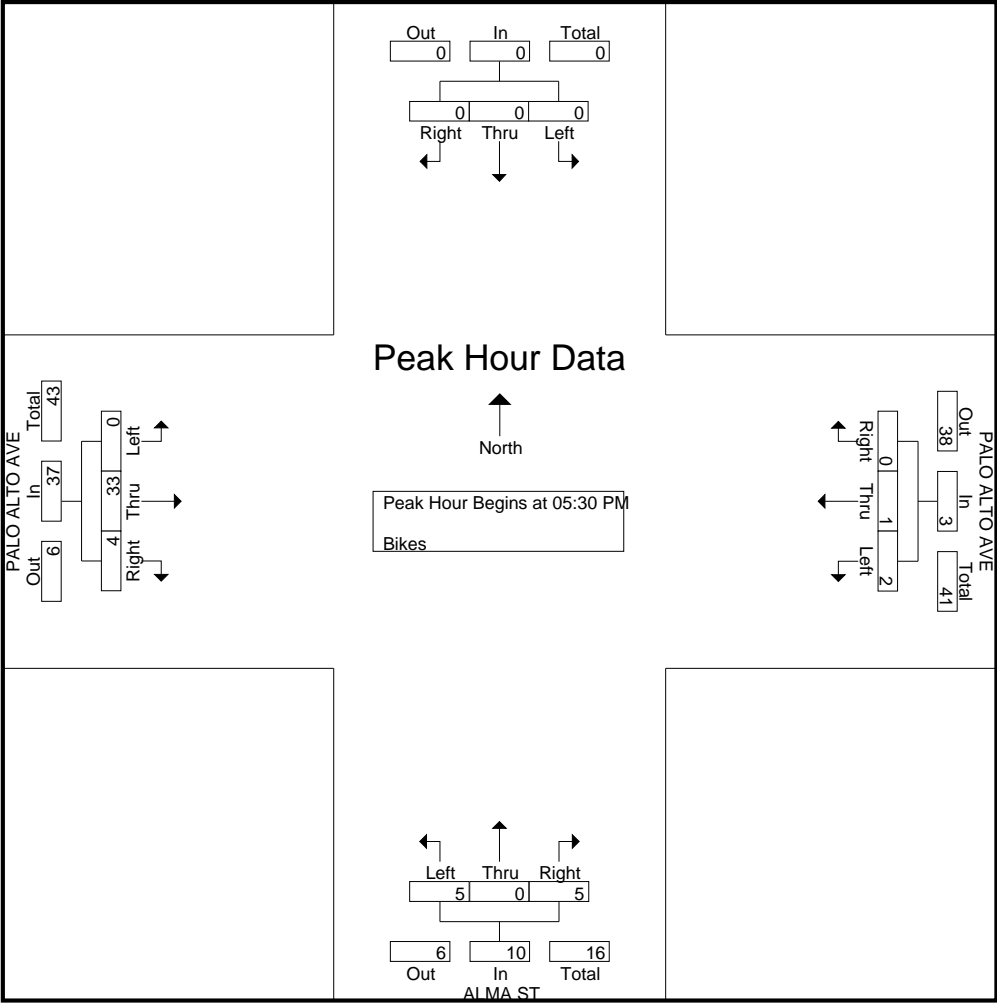 Out In Total
0 0 0
0 0 0
Right Thru Left
Peak Hour Data
North
Peak Hour Begins at 05:30 PM
Bikes
PALO ALTO AVE
Out In Total
6 37 43
Right Thru Left
4 33 0
PALO ALTO AVE
Out In Total
38 3 41
Right Thru Left
0 1 2
Left Thru Right
5 0 5
6 10 16
Out In Total
ALMA ST